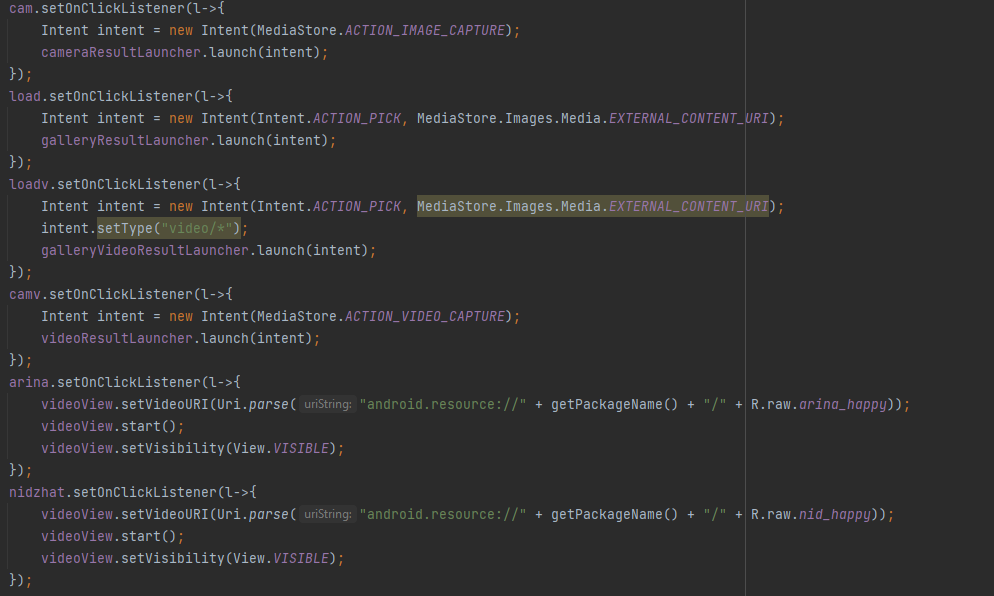 cam.setOnClickListener(l->{
    Intent intent = new Intent(MediaStore.ACTION_IMAGE_CAPTURE);
    cameraResultLauncher.launch(intent);
});
load.setOnClickListener(l->{
    Intent intent = new Intent(Intent.ACTION_PICK, MediaStore.Images.Media.EXTERNAL_CONTENT_URI);
    galleryResultLauncher.launch(intent);
});
loadv.setOnClickListener(l->{
    Intent intent = new Intent(Intent.ACTION_PICK, MediaStore.Images.Media.EXTERNAL_CONTENT_URI);
    intent.setType("video/*");
    galleryVideoResultLauncher.launch(intent);
});
camv.setOnClickListener(l->{
    Intent intent = new Intent(MediaStore.ACTION_VIDEO_CAPTURE);
    videoResultLauncher.launch(intent);
});
arina.setOnClickListener(l->{
    videoView.setVideoURI(Uri.parse( uriString: "android.resource://" + getPackageName() + "/" + R.raw.arina_happy));
    videoView.start();
    videoView.setVisibility(View.VISIBLE);
});
nidzhat.setOnClickListener(l->{
    videoView.setVideoURI(Uri.parse( uriString: "android.resource://" + getPackageName() + "/" + R.raw.nid_happy));
    videoView.start();
    videoView.setVisibility(View.VISIBLE);
});